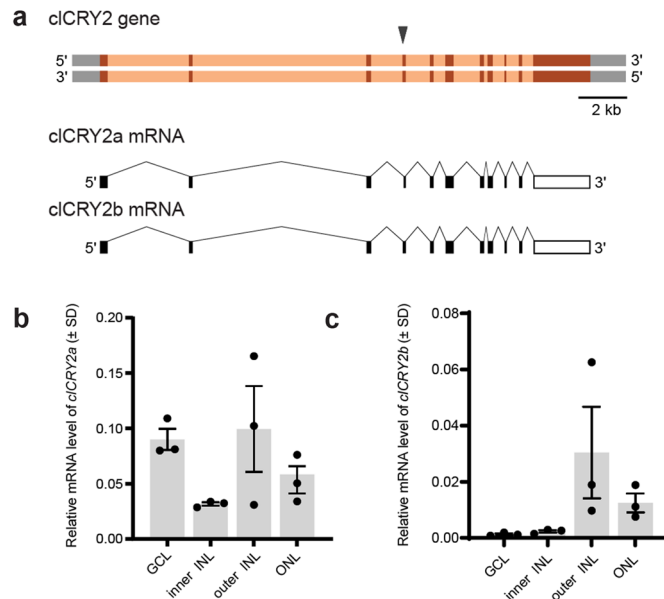 a
clCRY2 gene
5' 3'
3' 5'
2 kb
clCRY2a mRNA
5' 3'
clCRY2b mRNA
5' 3'
b
Relative mRNA level of clCRY2a (± SD)
0.20
0.15
0.10
0.05
0.00
GCL
inner INL
outer INL
ONL
c
Relative mRNA level of clCRY2b (± SD)
0.08
0.06
0.04
0.02
0.000
GCL
inner INL
outer INL
ONL